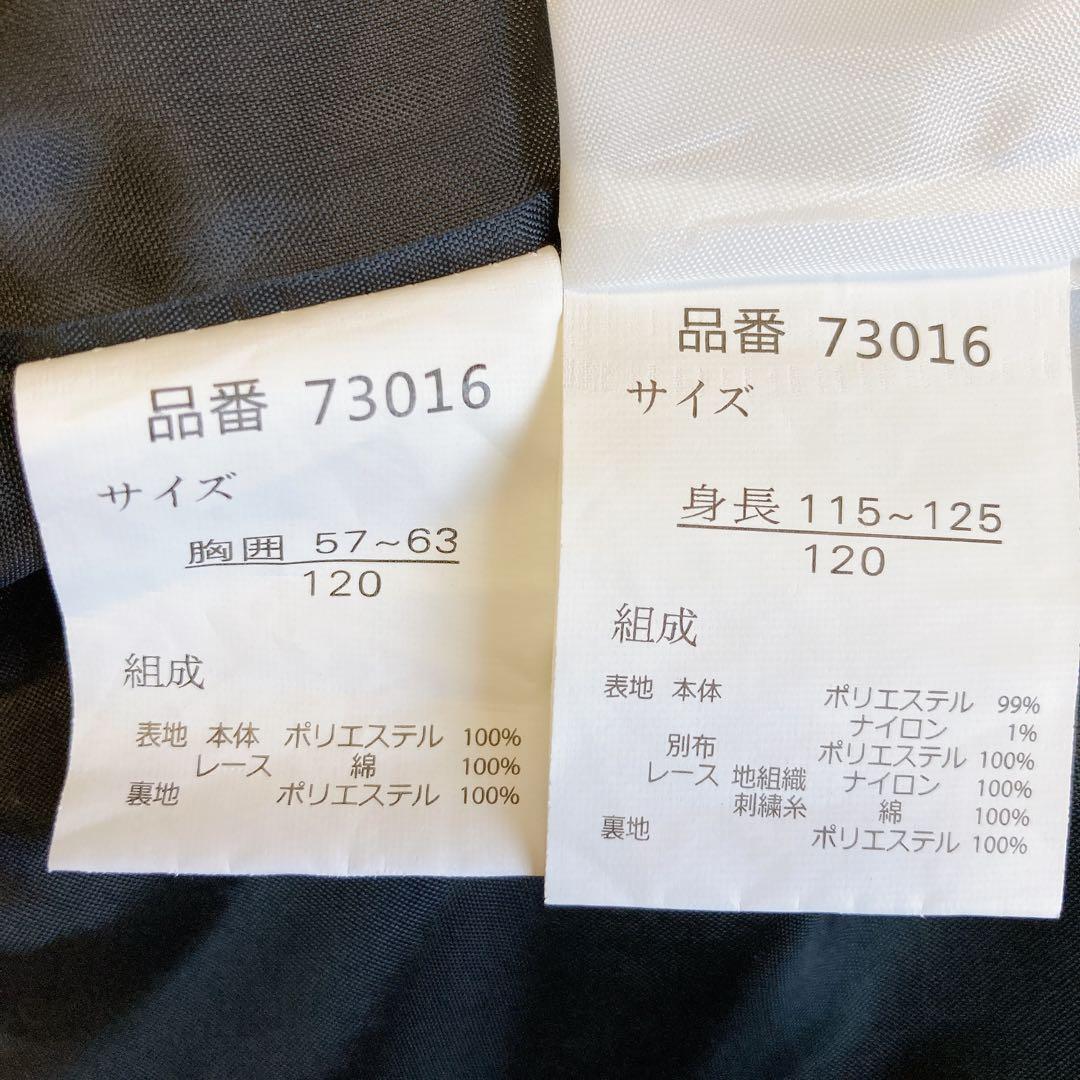 品番 73016
サイズ
胸囲 57~63
120
組成
表地 本体 ポリエステル 100%
レース 綿 100%
裏地 ポリエステル 100%
品番 73016
サイズ
身長 115~125
120
組成
表地 本体 ポリエステル 99%
ナイロン 1%
別布 ポリエステル 100%
レース 地組織 ナイロン 100%
刺繍糸 綿 100%
裏地 ポリエステル 100%